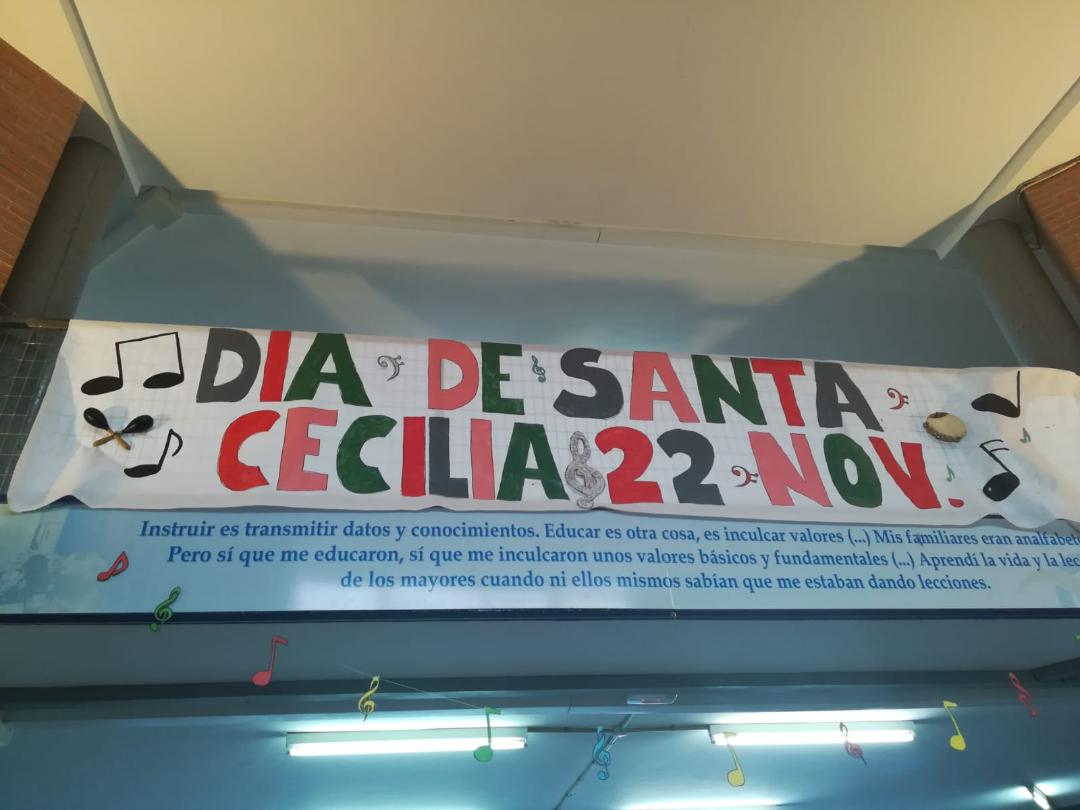 DIA DE SANTA
CECILIA 22 NOV.
Instruir es transmitir datos y conocimientos. Educar es otra cosa, es inculcar valores (...) Mis familiares eran
Pero sí que me educaron, sí que me inculcaron unos valores básicos y fundamentales (...) Aprendí la vida y la
de los mayores cuando ni ellos mismos sabían que me estaban dando lecciones.